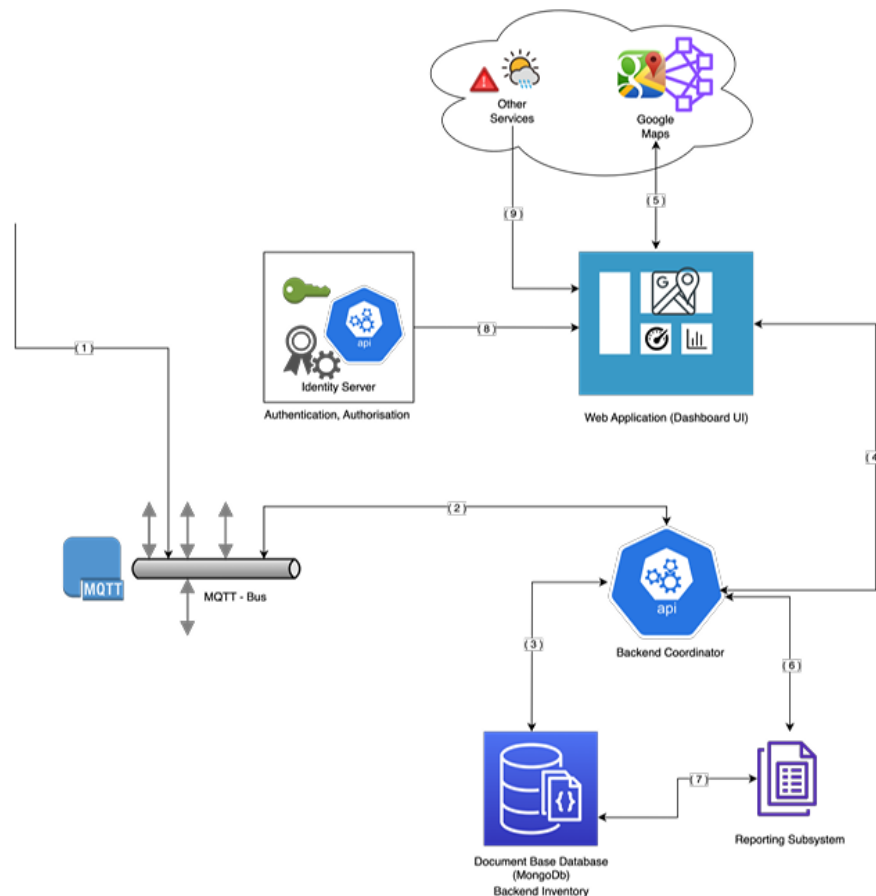 Other
Services
Google
Maps
( 9 )
( 5 )
G
api
Identity Server
( 8 )
Authentication, Authorisation
Web Application (Dashboard UI)
( 1 )
( 4 )
( 2 )
MQTT
MQTT - Bus
api
Backend Coordinator
( 3 )
( 6 )
{ }
( 7 )
Reporting Subsystem
Document Base Database
(MongoDb)
Backend Inventory